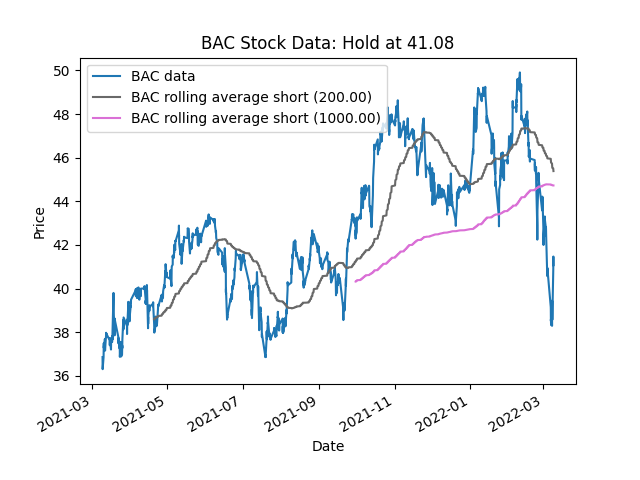 BAC Stock Data: Hold at 41.08
BAC data
BAC rolling average short (200.00)
BAC rolling average short (1000.00)
50
48
46
44
42
40
38
36
Price
2021-03
2021-05
2021-07
2021-09
2021-11
2022-01
2022-03
Date